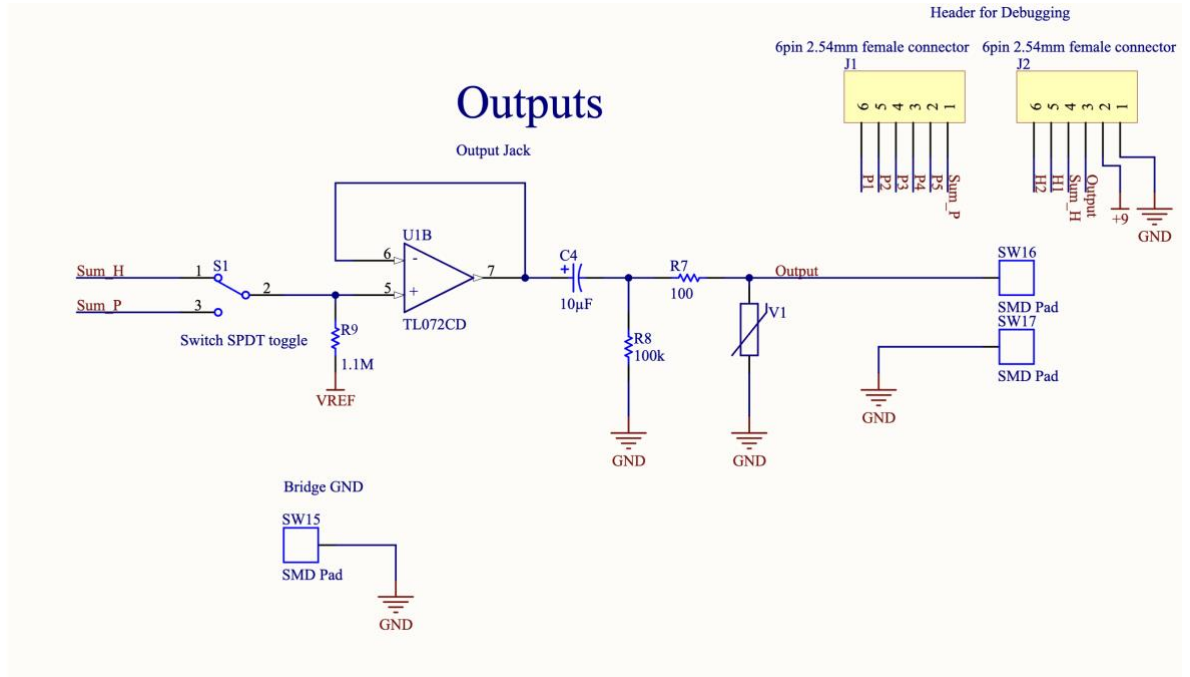 Header for Debugging
6pin 2.54mm female connector 6pin 2.54mm female connector
J1 J2
6 5 4 3 2 1 6 5 4 3 2 1
P1 P2 P3 P4 P5 Sum_P H2 H1 Sum_H Output +9
GND
Outputs
Output Jack
U1B
6 -
7
5 +
TL072CD
Sum_H 1 S1
2
Sum_P 3
Switch SPDT toggle
R9
1.1M
VREF
C4
+
10μF
R8
100k
GND
R7
100
Output
V1
GND
SW16
SMD Pad
SW17
SMD Pad
GND
Bridge GND
SW15
SMD Pad
GND